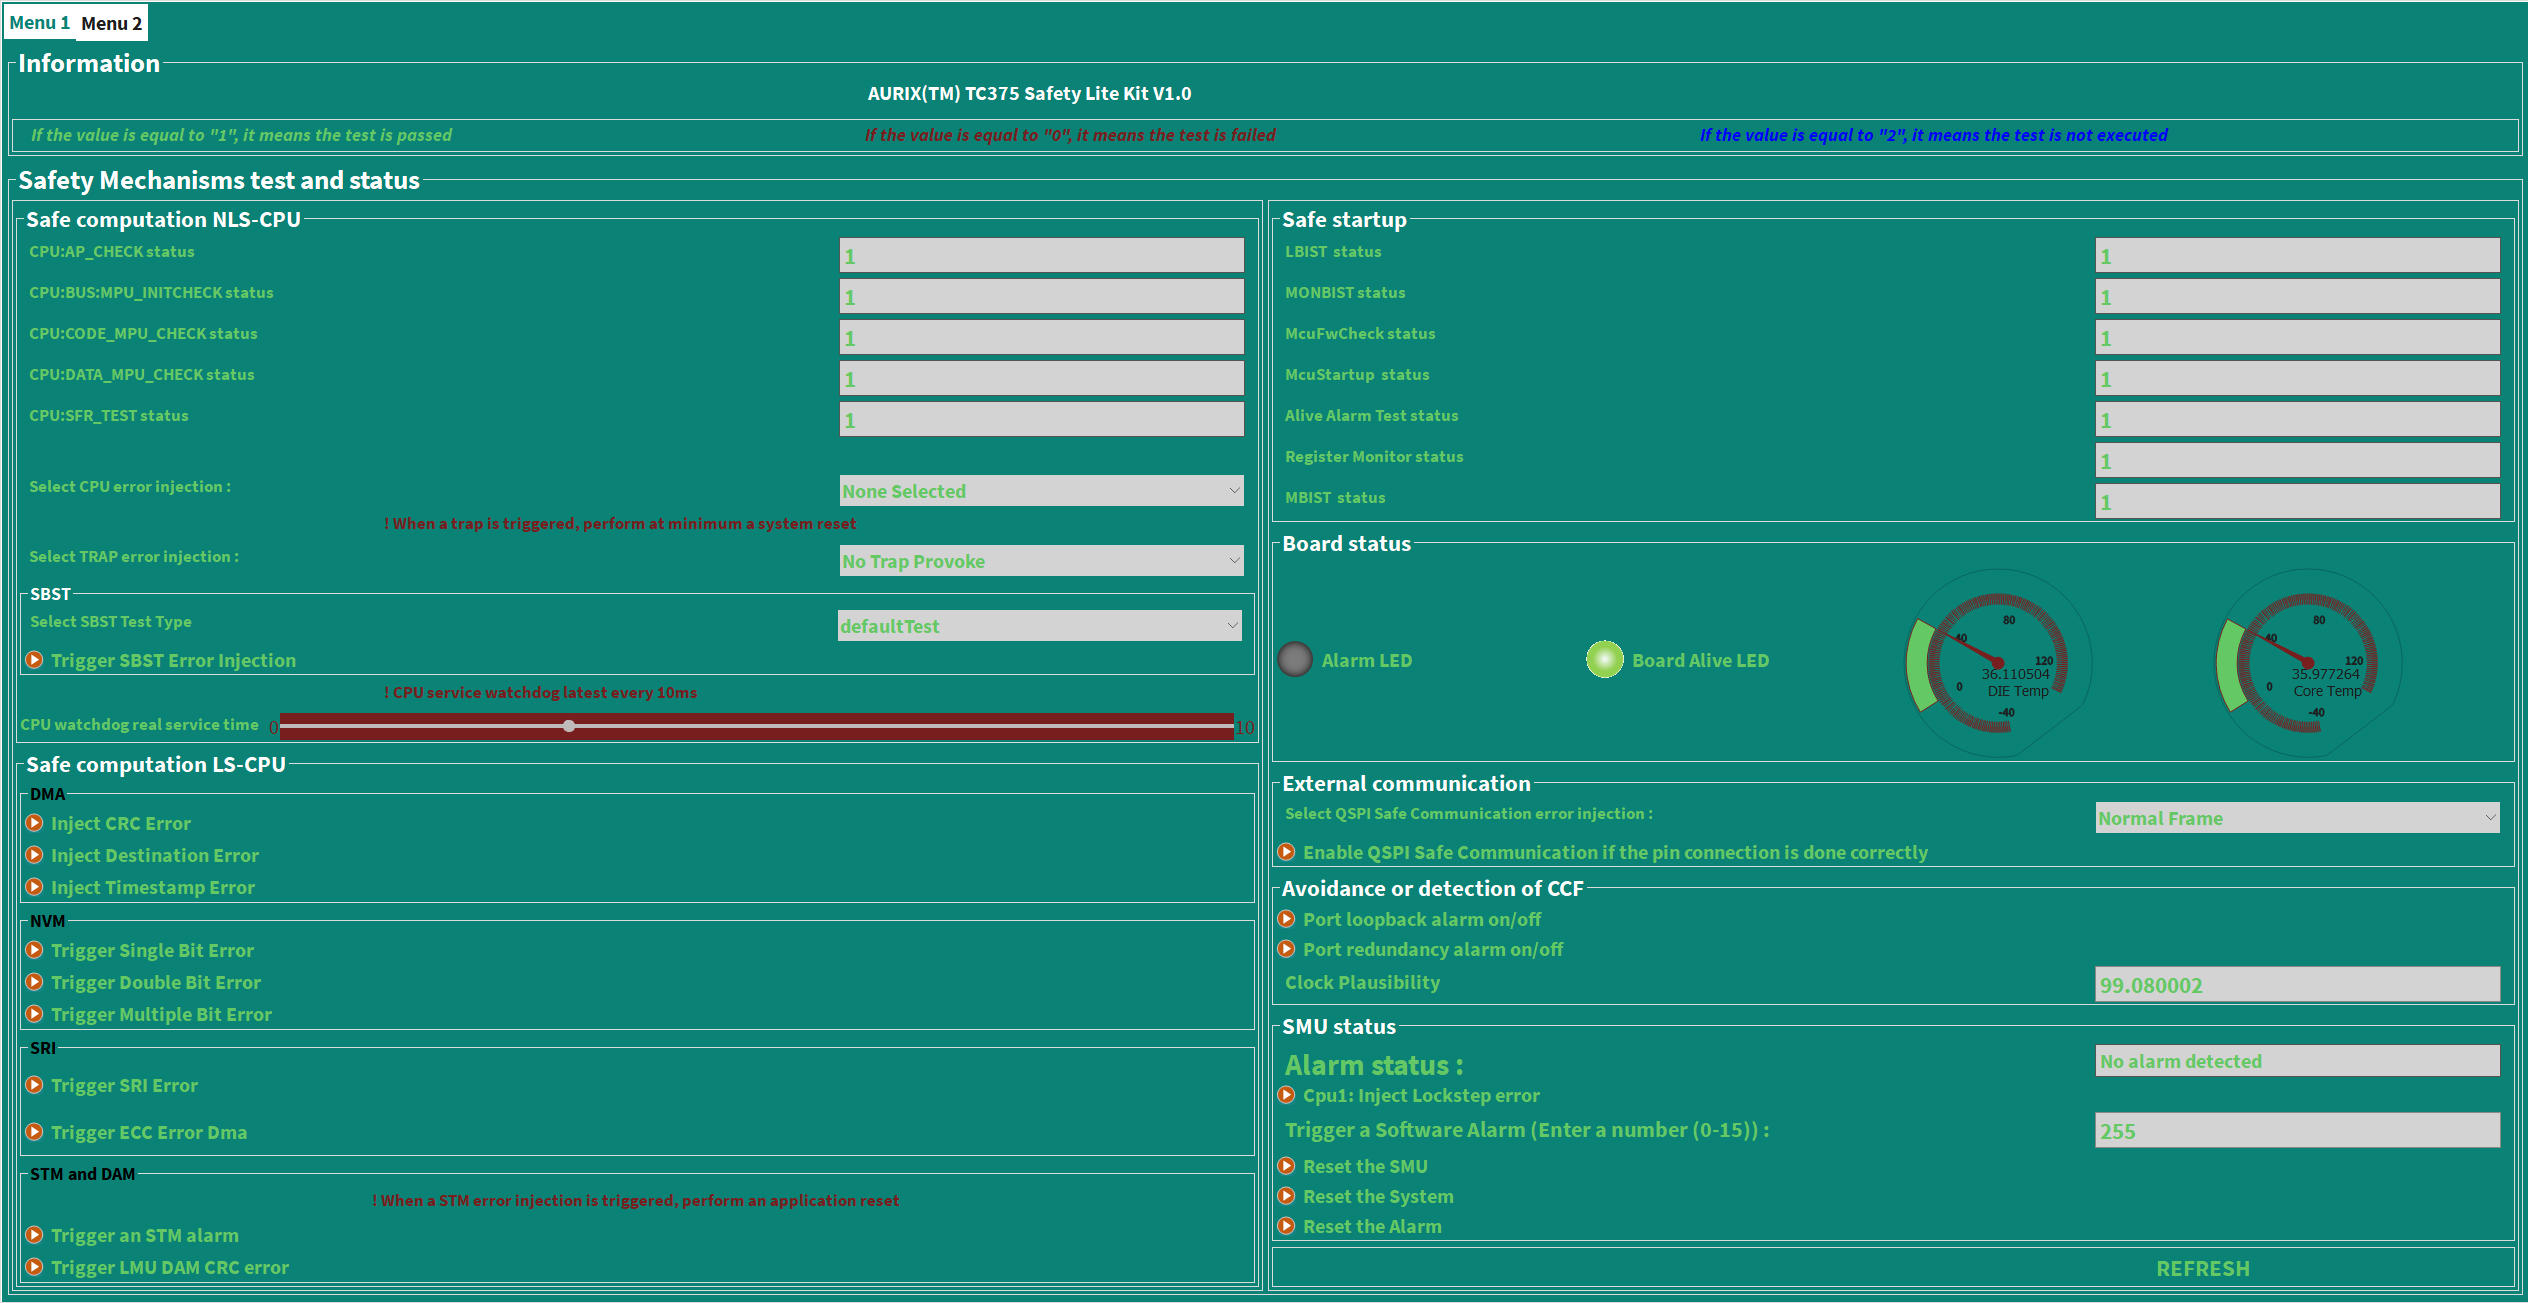 Menu 1 Menu 2
Information
AURIX(TM) TC375 Safety Lite Kit V1.0
If the value is equal to "1", it means the test is passed
If the value is equal to "0", it means the test is failed
If the value is equal to "2", it means the test is not executed
Safety Mechanisms test and status
Safe computation NLS-CPU
CPU:AP_CHECK status 1
CPU:BUS:MPU_INITCHECK status 1
CPU:CODE_MPU_CHECK status 1
CPU:DATA_MPU_CHECK status 1
CPU:SFR_TEST status 1
Select CPU error injection : None Selected
! When a trap is triggered, perform at minimum a system reset
Select TRAP error injection : No Trap Provoke
SBST
Select SBST Test Type defaultTest
Trigger SBST Error Injection
! CPU service watchdog latest every 10ms
CPU watchdog real service time 0 10
Safe computation LS-CPU
DMA
Inject CRC Error
Inject Destination Error
Inject Timestamp Error
NVM
Trigger Single Bit Error
Trigger Double Bit Error
Trigger Multiple Bit Error
SRI
Trigger SRI Error
Trigger ECC Error Dma
STM and DAM
! When a STM error injection is triggered, perform an application reset
Trigger an STM alarm
Trigger LMU DAM CRC error
Safe startup
LBIST status 1
MONBIST status 1
McuFwCheck status 1
McuStartup status 1
Alive Alarm Test status 1
Register Monitor status 1
MBIST status 1
Board status
Alarm LED
Board Alive LED
80
40
120
36.110504
0
DIE Temp
-40
80
40
120
35.977264
0
Core Temp
-40
External communication
Select QSPI Safe Communication error injection : Normal Frame
Enable QSPI Safe Communication if the pin connection is done correctly
Avoidance or detection of CCF
Port loopback alarm on/off
Port redundancy alarm on/off
Clock Plausibility 99.080002
SMU status
Alarm status : No alarm detected
Cpu1: Inject Lockstep error
Trigger a Software Alarm (Enter a number (0-15)) : 255
Reset the SMU
Reset the System
Reset the Alarm
REFRESH